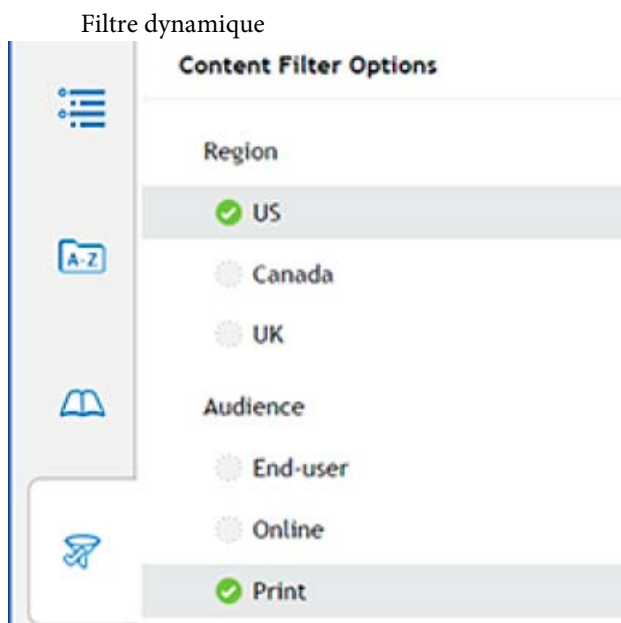 Filtre dynamique
Content Filter Options
Region
US
A-Z
Canada
UK
Audience
End-user
Online
Print